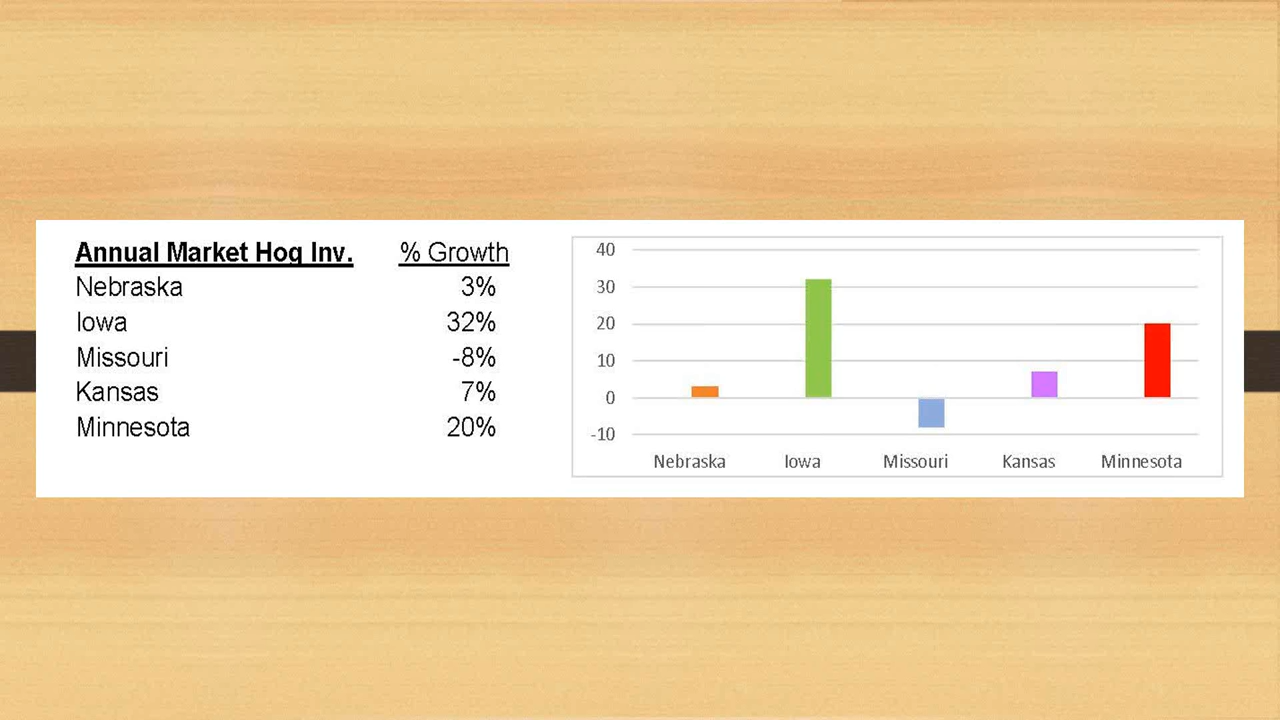 Annual Market Hog Inv. % Growth
Nebraska 3%
Iowa 32%
Missouri -8%
Kansas 7%
Minnesota 20%
40
30
20
10
0
-10
Nebraska Iowa Missouri Kansas Minnesota